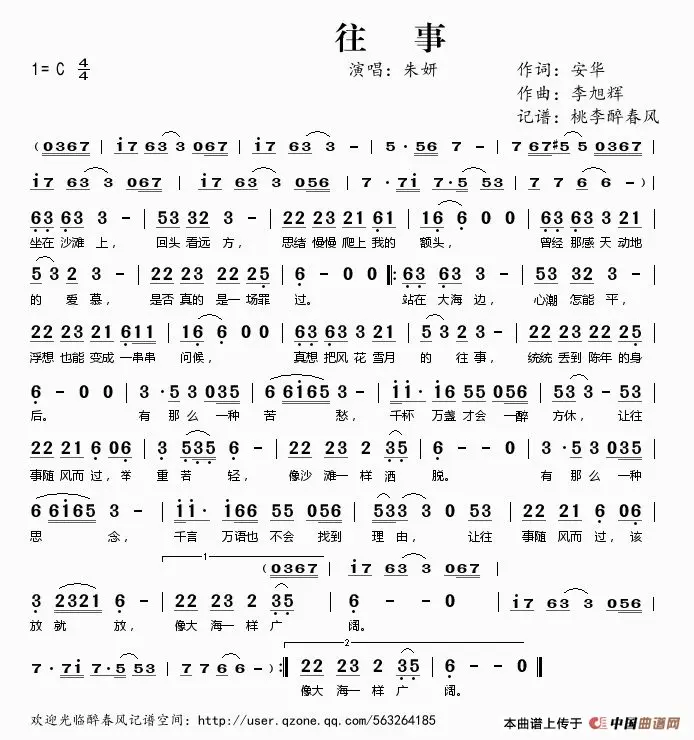 往 事
1= C 4/4 演唱：朱妍 作词：安华
作曲：李旭辉
记谱：桃李醉春风
( 0367 | i7 63 3 067 | i7 63 3 067 | 5 · 56 7 - | 7 67#5 5 0367 |
i7 63 3 067 | i7 63 3 056 | 7 · 7i 7·5 53 | 7 7 6 6 - ) |
63 63 3 - | 53 32 3 - | 22 23 21 61 | 16 6 0 0 | 63 63 3 21 |
坐在 沙滩 上， 回头 看远 方， 思绪 慢慢 爬上 我的 额头， 曾经 那感 天 动地
5 3 2 3 - | 22 23 22 25 | 6 - 0 0 ‖: 63 63 3 - | 53 32 3 - |
的 爱 慕， 是否 真的 是一 场罪 过。 站在 大海 边， 心潮 怎能 平，
22 23 21 611 | 16 6 0 0 | 63 63 3 21 | 5 3 2 3 - | 22 23 22 25 |
浮想 也能 变成 一串串 问候， 真想 把风 花 雪月 的 往 事， 统统 丢到 陈年 的身
6 - 0 0 | 3 · 5 3 035 | 6 6i65 3 - | ii · i6 55 056 | 53 3 - 53 |
后。 有 那么 一种 苦 愁， 千杯 万盏 才会 一醉 方休， 让往
22 21 6 06 | 3 535 6 - | 22 23 2 35 | 6 - - 0 | 3 · 5 3 035 |
事随 风而 过，举 重 若 轻， 像沙 滩一 样 洒 脱。 有 那么 一种
6 6i65 3 - | ii · i66 55 056 | 533 3 0 53 | 22 21 6 06 |
思 念， 千言 万语也 不会 找到 理 由， 让往 事随 风而 过，该
1
(0367 | i7 63 3 067
3 2321 6 - | 22 23 2 35 | 6 - - 0 | i7 63 3 056 |
放 就 放， 像大 海一 样 广 阔。
2
7 · 7i 7·5 53 | 7 7 6 6 - ) :‖ 22 23 2 35 | 6 - - 0 ‖
像大 海一 样 广 阔。
欢迎光临醉春风记谱空间：http://user.qzone.qq.com/563264185
本曲谱上传于 中国曲谱网